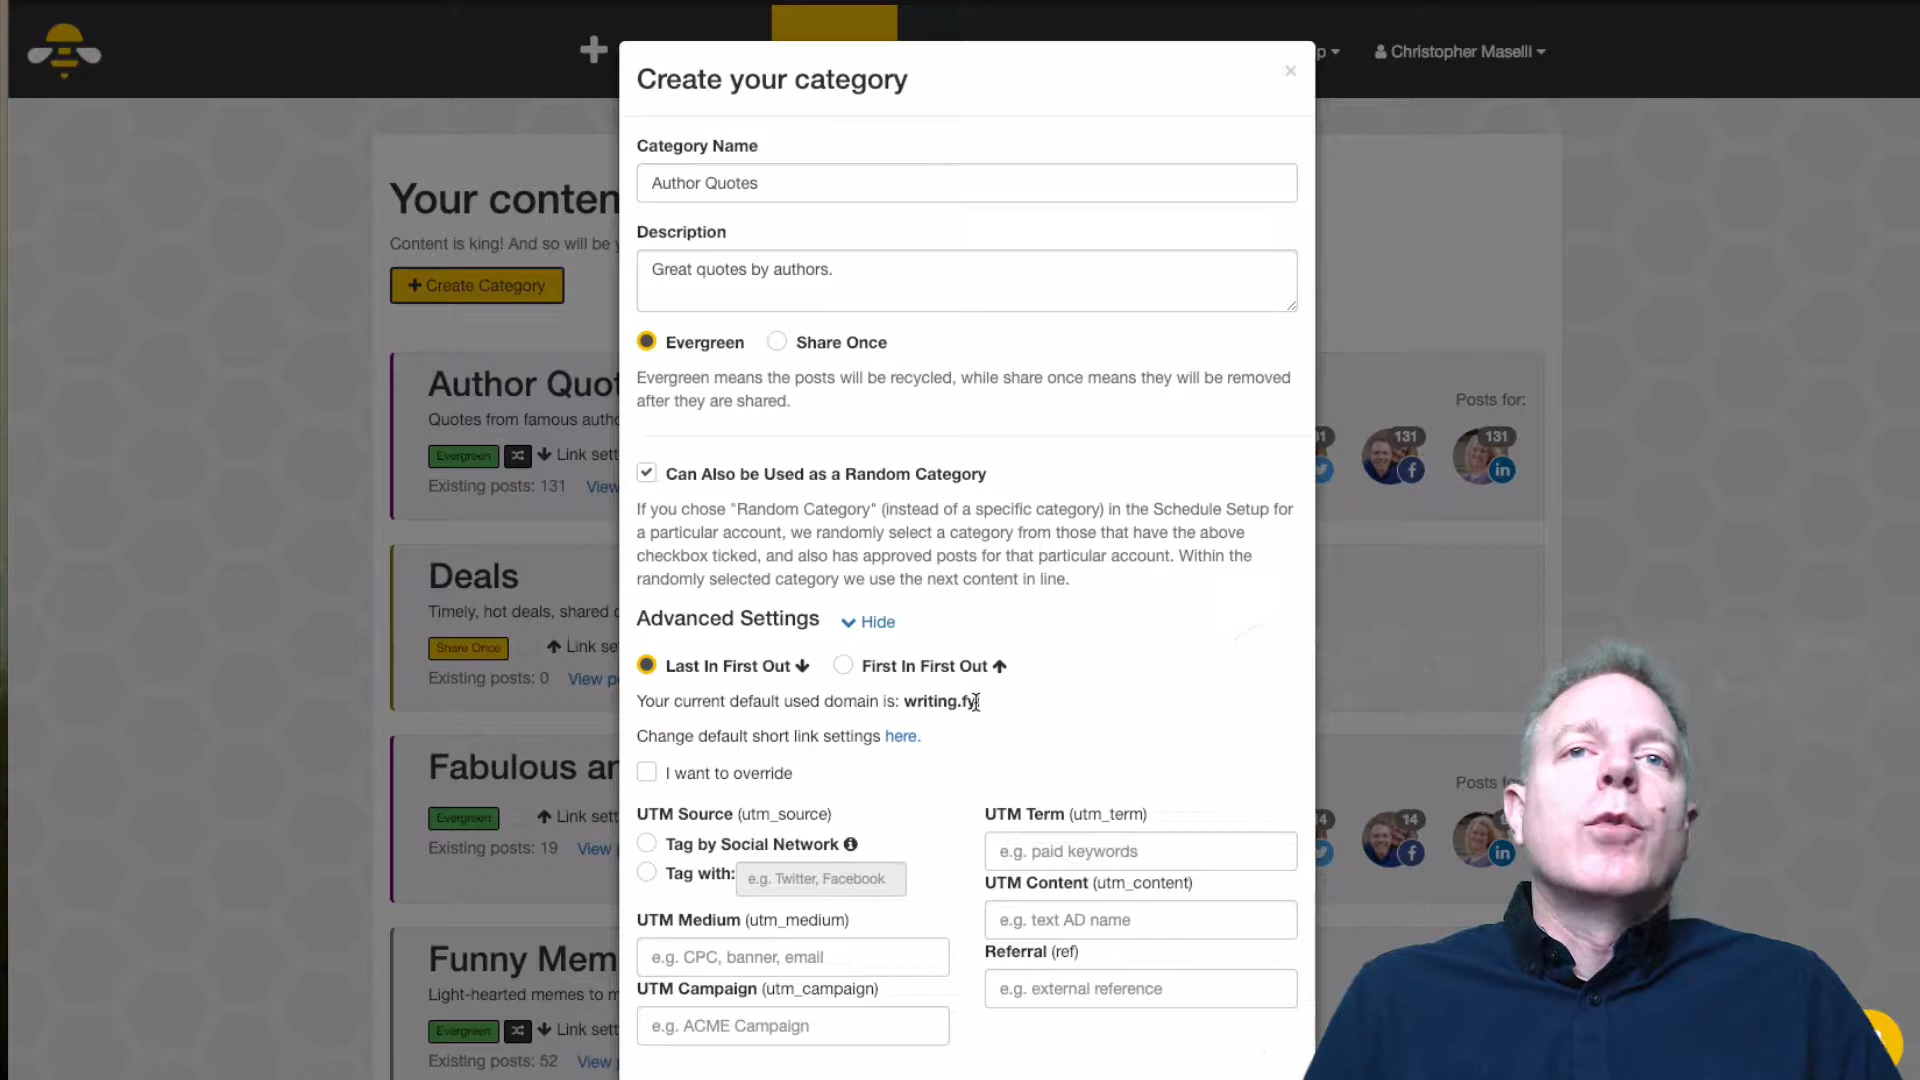 Christopher Maselli
Create your category
×
Category Name
Author Quotes
Description
Great quotes by authors.
Evergreen
Share Once
Evergreen means the posts will be recycled, while share once means they will be removed
after they are shared.
Can Also be Used as a Random Category
If you chose "Random Category" (instead of a specific category) in the Schedule Setup for
a particular account, we randomly select a category from those that have the above
checkbox ticked, and also has approved posts for that particular account. Within the
randomly selected category we use the next content in line.
Advanced Settings Hide
Last In First Out First In First Out
Your current default used domain is: writing.fyi
Change default short link settings here.
I want to override
UTM Source (utm_source)
Tag by Social Network
Tag with: e.g. Twitter, Facebook
UTM Medium (utm_medium)
e.g. CPC, banner, email
UTM Campaign (utm_campaign)
e.g. ACME Campaign
UTM Term (utm_term)
e.g. paid keywords
UTM Content (utm_content)
e.g. text AD name
Referral (ref)
e.g. external reference
Your conten
Content is king! And so will be
Create Category
Author Quo
Quotes from famous autho
Evergreen Link sett
Existing posts: 131 View
Posts for:
131
131
Deals
Timely, hot deals, shared
Share Once Link se
Existing posts: 0 View p
Fabulous a
Evergreen Link sett
Existing posts: 19 View
Posts
14
Funny Mem
Light-hearted memes to m
Evergreen Link sett
Existing posts: 52 View